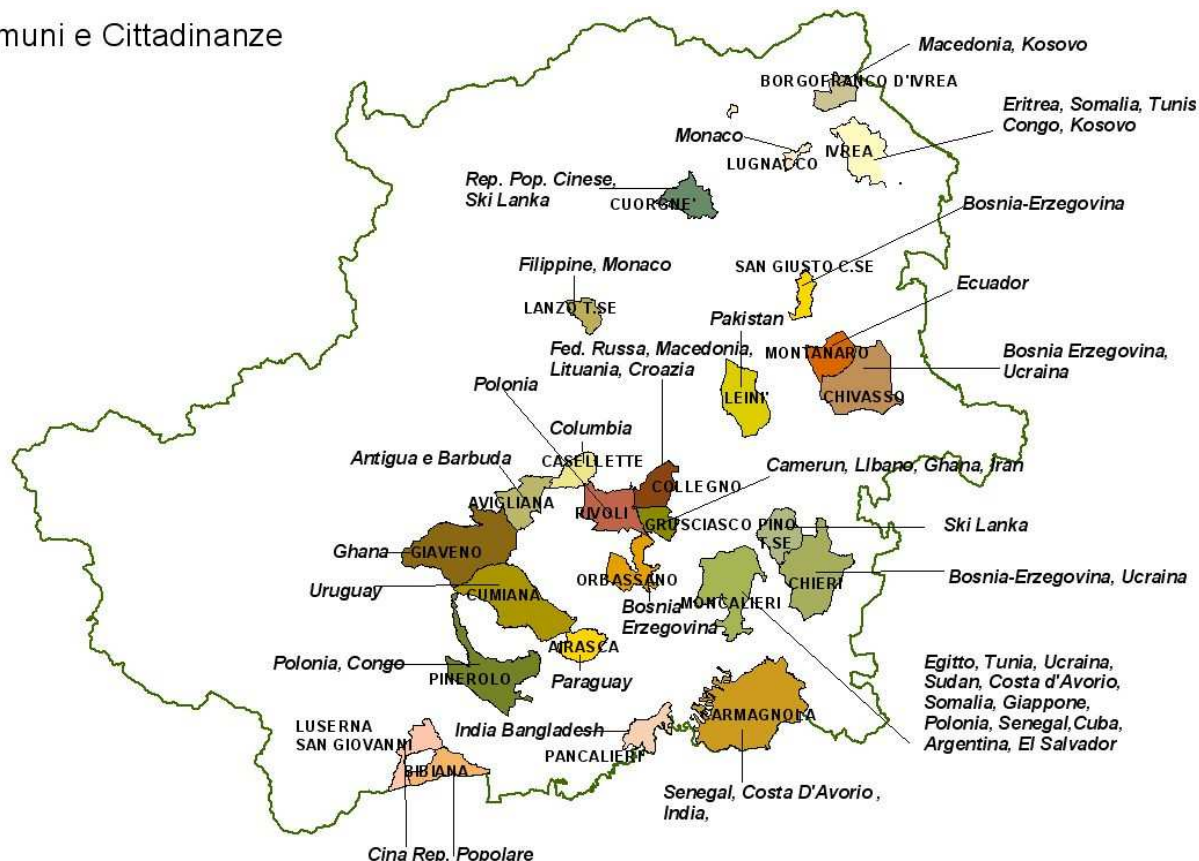 muni e Cittadinanze
Macedonia, Kosovo
BORGOFRANCO D'IVREA
Eritrea, Somalia, Tunis
Congo, Kosovo
Monaco
LUGNACCO
IVREA
Rep. Pop. Cinese,
Ski Lanka
CUORGNE'
Bosnia-Erzegovina
Filippine, Monaco
SAN GIUSTO C.SE
Ecuador
LANZO T.SE
Pakistan
Fed. Russa, Macedonia,
Lituania, Croazia
MONTANARO
Bosnia Erzegovina,
Ucraina
Polonia
LEINI'
CHIVASSO
Columbia
Antigua e Barbuda
CASELLETTE
Camerun, LIbano, Ghana, Iran
COLLEGNO
AVIGLIANA
RIVOLI
GRUSCIASCO
PINO
T.SE
Ski Lanka
Ghana
GIAVENO
Uruguay
CUMIANA
ORBASSANO
MONCALIERI
CHIERI
Bosnia-Erzegovina, Ucraina
Bosnia
Erzegovina
AIRASCA
Polonia, Congo
PINEROLO
Paraguay
Egitto, Tunia, Ucraina,
Sudan, Costa d'Avorio,
Somalia, Giappone,
Polonia, Senegal,Cuba,
Argentina, El Salvador
LUSERNA
SAN GIOVANNI
India Bangladesh
CARMAGNOLA
PANCALIERI
BIBIANA
Senegal, Costa D'Avorio ,
India,
Cina Rep. Popolare